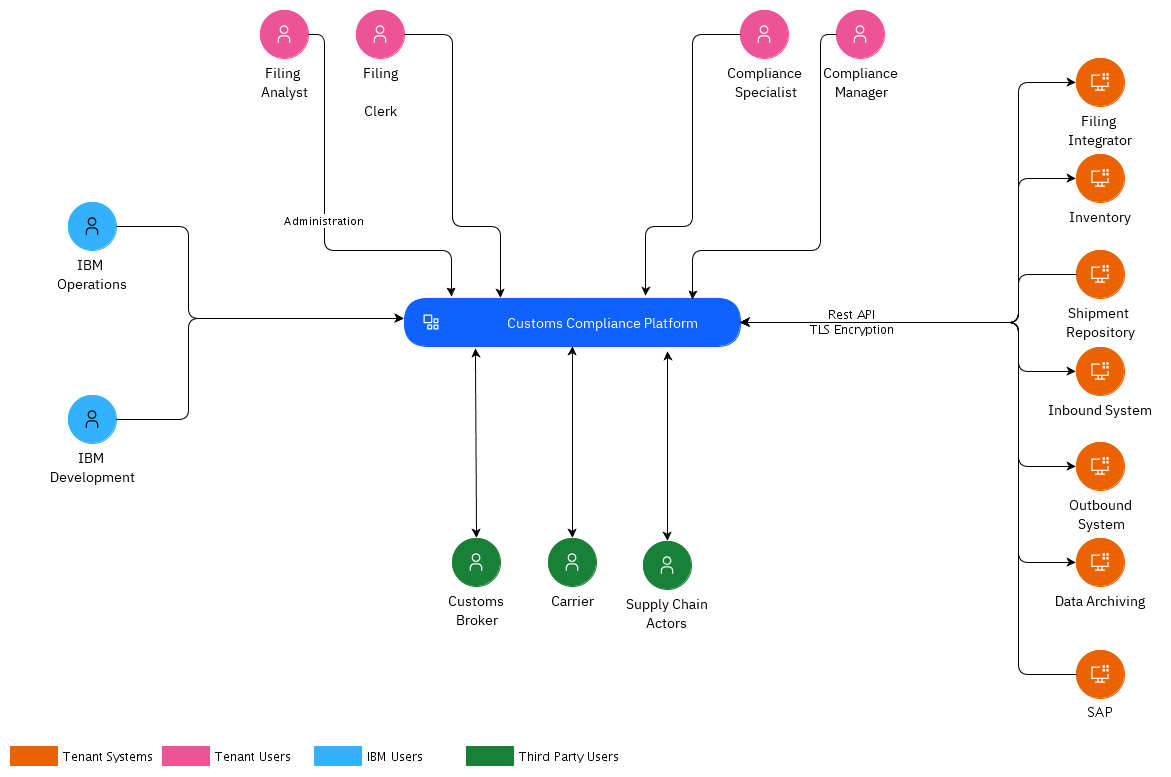 Filing
Analyst
Filing
Clerk
Compliance
Specialist
Compliance
Manager
Filing
Integrator
Inventory
Administration
IBM
Operations
Shipment
Repository
Customs Compliance Platform
Rest API
TLS Encryption
Inbound System
IBM
Development
Outbound
System
Customs
Broker
Carrier
Supply Chain
Actors
Data Archiving
SAP
Tenant Systems
Tenant Users
IBM Users
Third Party Users